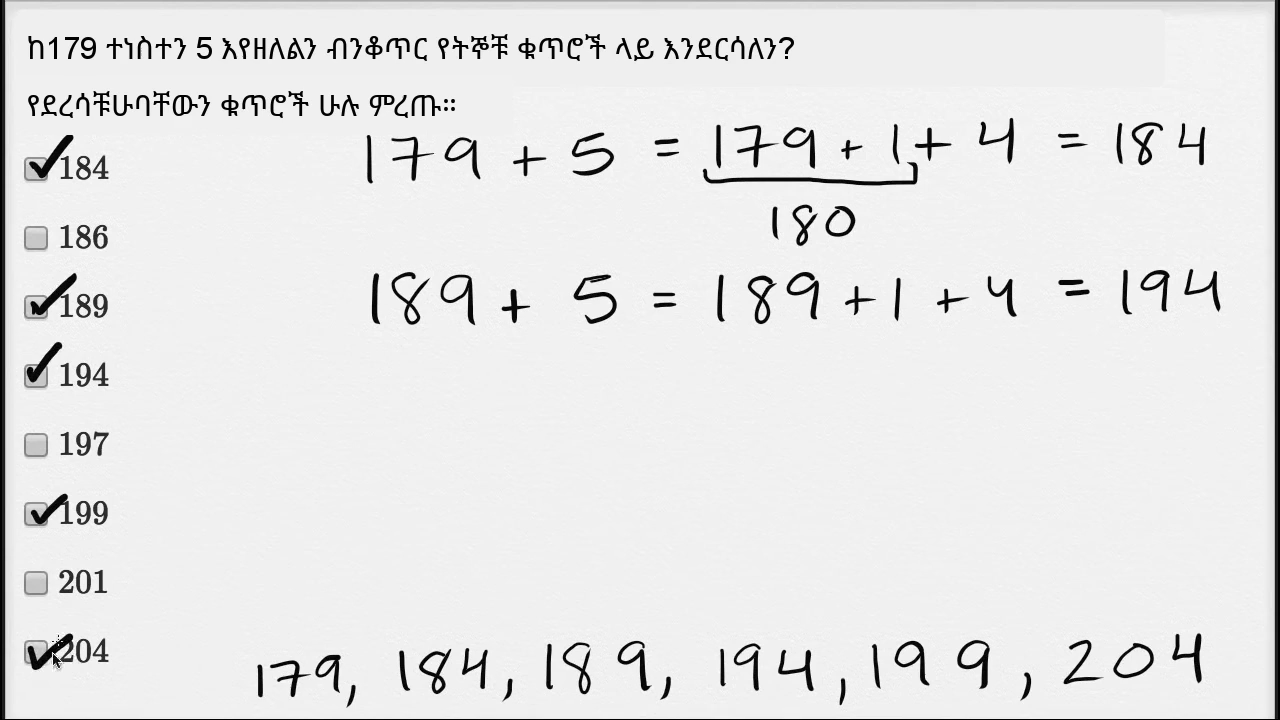 ከ179 ተነስተን 5 እየዘለልን ብንቆጥር የትኞቹ ቁጥሮች ላይ እንደርሳለን?
የደረሳቹሁባቸውን ቁጥሮች ሁሉ ምረጡ።
184
179 + 5 = 179 + 1 + 4 = 184
180
186
189
189 + 5 = 189 + 1 + 4 = 194
194
197
199
201
204
179, 184, 189, 194, 199, 204